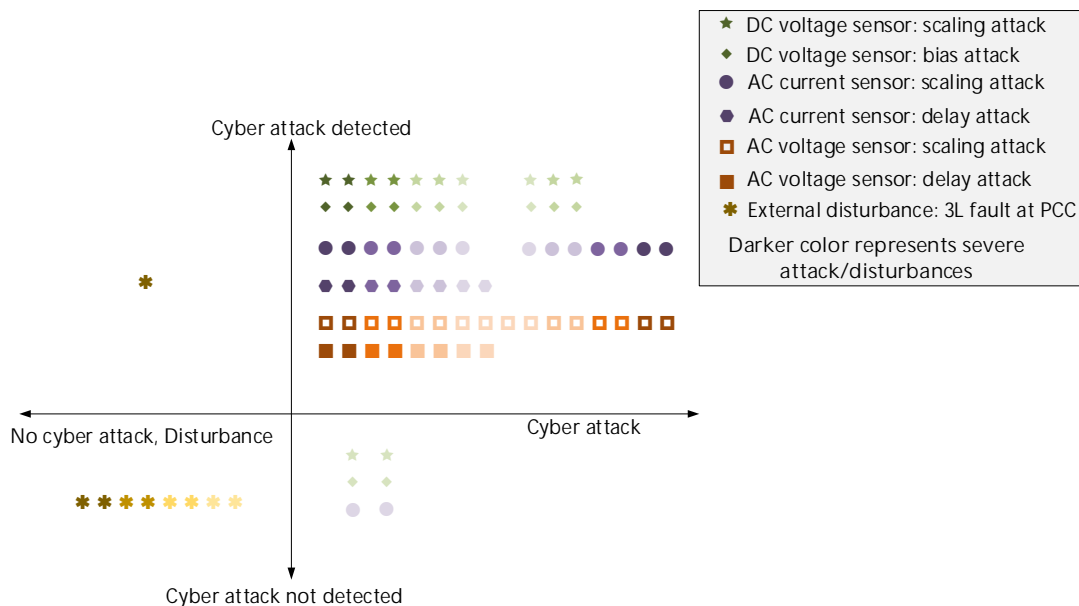 DC voltage sensor: scaling attack
DC voltage sensor: bias attack
AC current sensor: scaling attack
AC current sensor: delay attack
AC voltage sensor: scaling attack
AC voltage sensor: delay attack
External disturbance: 3L fault at PCC
Darker color represents severe
attack/disturbances
Cyber attack detected
No cyber attack, Disturbance
Cyber attack
Cyber attack not detected